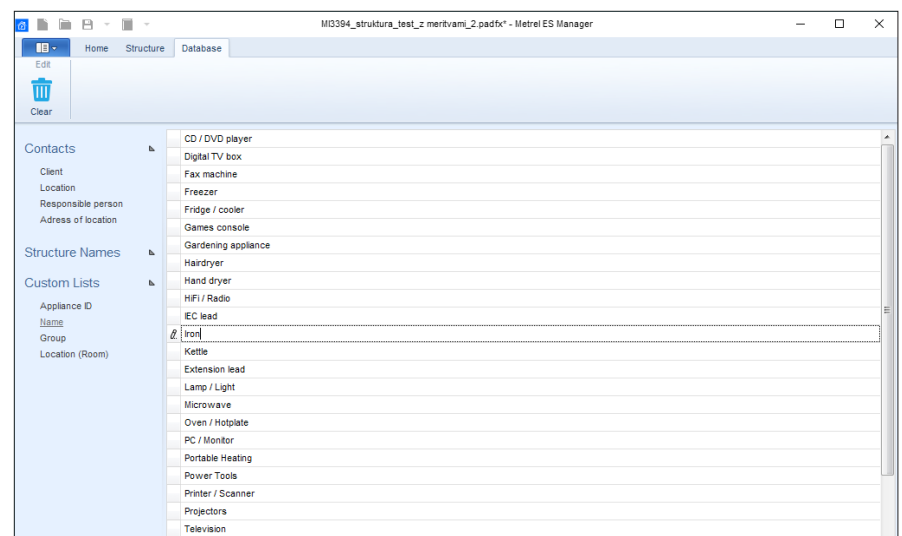 MI3394_struktura_test_z meritvami_2.padfx* - Metrel ES Manager
Home Structure Database
Edit
Clear
Contacts
Client
Location
Responsible person
Adress of location
Structure Names
Custom Lists
Appliance ID
Name
Group
Location (Room)
CD / DVD player
Digital TV box
Fax machine
Freezer
Fridge / cooler
Games console
Gardening appliance
Hairdryer
Hand dryer
HiFi / Radio
IEC lead
Iron
Kettle
Extension lead
Lamp / Light
Microwave
Oven / Hotplate
PC / Monitor
Portable Heating
Power Tools
Printer / Scanner
Projectors
Television